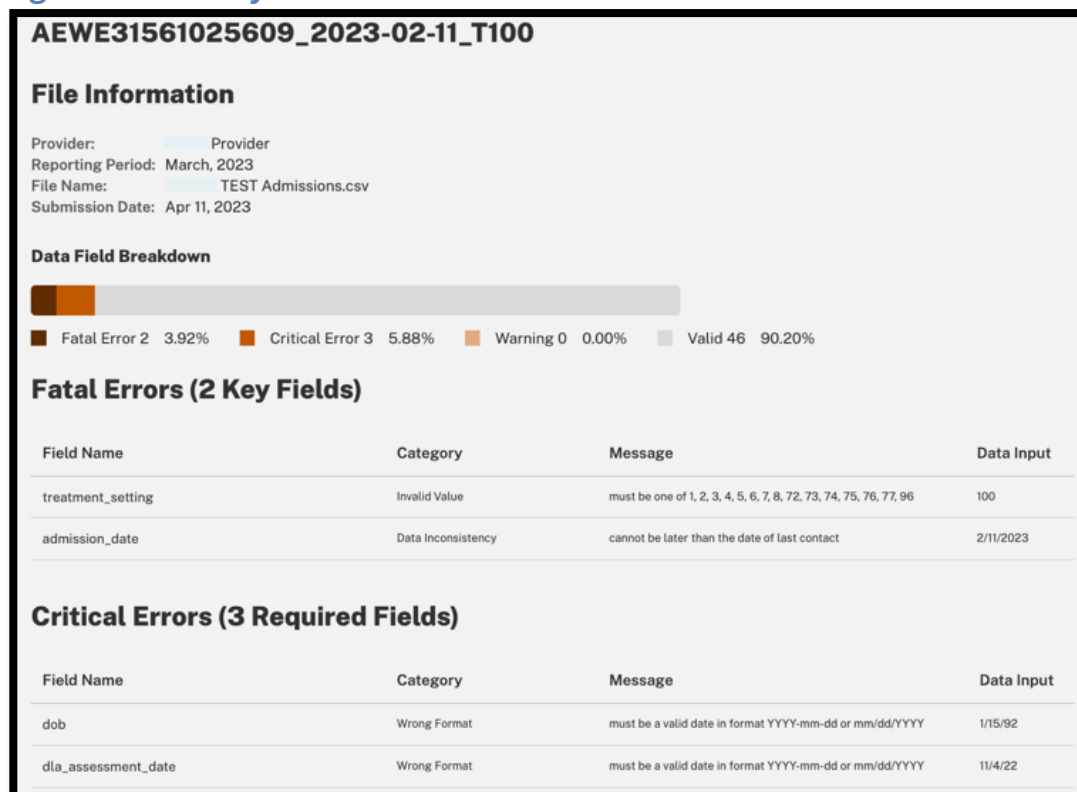 AEWE31561025609_2023-02-11_T100
File Information
Provider: Provider
Reporting Period: March, 2023
File Name: TEST Admissions.csv
Submission Date: Apr 11, 2023
Data Field Breakdown
Fatal Error 2 3.92% Critical Error 3 5.88% Warning 0 0.00% Valid 46 90.20%
Fatal Errors (2 Key Fields)
Field Name Category Message Data Input
treatment_setting Invalid Value must be one of 1, 2, 3, 4, 5, 6, 7, 8, 72, 73, 74, 75, 76, 77, 96 100
admission_date Data Inconsistency cannot be later than the date of last contact 2/11/2023
Critical Errors (3 Required Fields)
Field Name Category Message Data Input
dob Wrong Format must be a valid date in format YYYY-mm-dd or mm/dd/YYYY 1/15/92
dla_assessment_date Wrong Format must be a valid date in format YYYY-mm-dd or mm/dd/YYYY 11/4/22